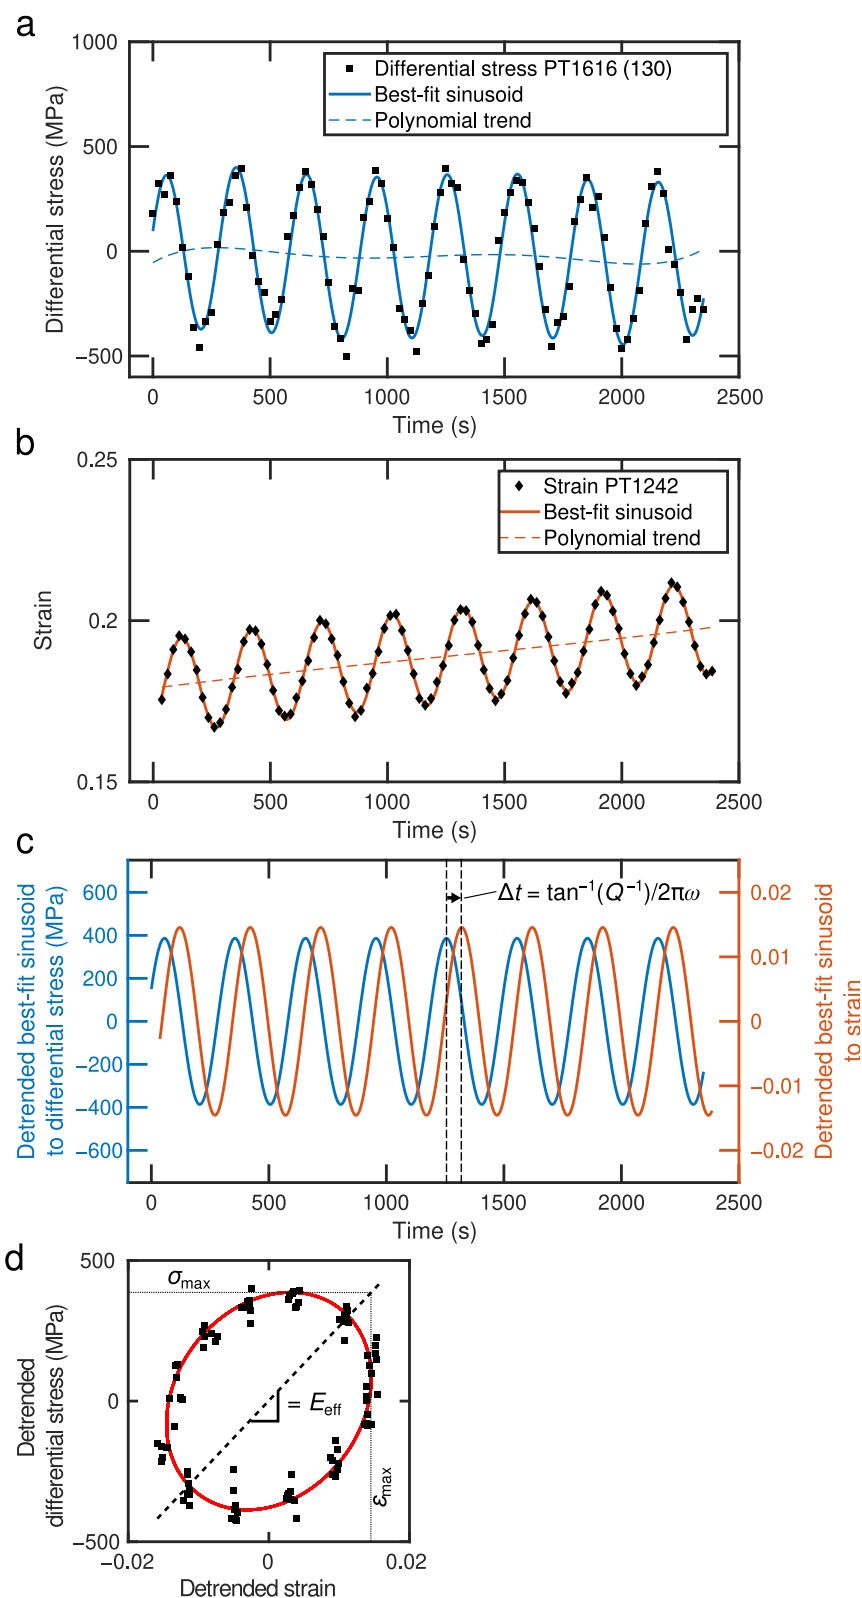 a
1000
500
0
−500
Differential stress (MPa)
Differential stress PT1616 (130)
Best-fit sinusoid
Polynomial trend
0
500
1000
1500
2000
2500
Time (s)
b
0.25
0.2
0.15
Strain
Strain PT1242
Best-fit sinusoid
Polynomial trend
0
500
1000
1500
2000
2500
Time (s)
c
600
400
200
0
−200
−400
−600
Detrended best-fit sinusoid
to differential stress (MPa)
Δt = tan⁻¹(Q⁻¹)/2πω
0.02
0.01
0
−0.01
−0.02
Detrended best-fit sinusoid
to strain
0
500
1000
1500
2000
2500
Time (s)
d
500
0
−500
Detrended
differential stress (MPa)
σmax
= Eeff
εmax
−0.02
0
0.02
Detrended strain